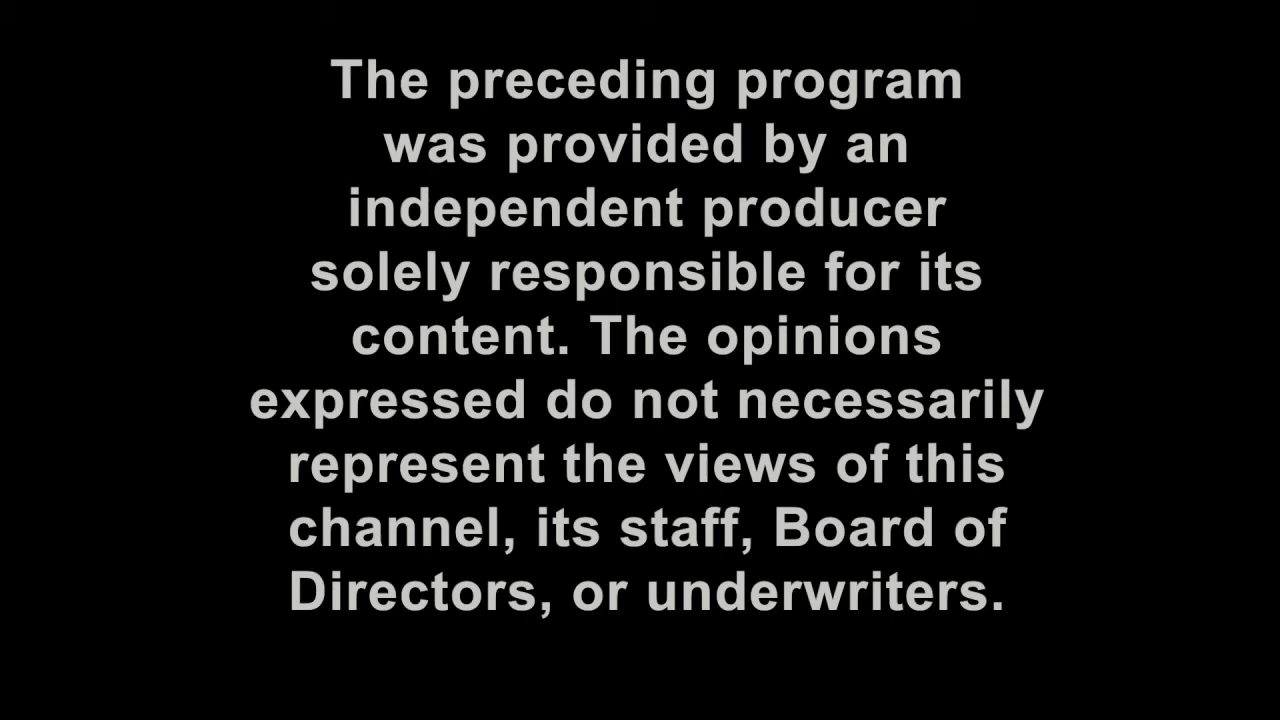 The preceding program
was provided by an
independent producer
solely responsible for its
content. The opinions
expressed do not necessarily
represent the views of this
channel, its staff, Board of
Directors, or underwriters.